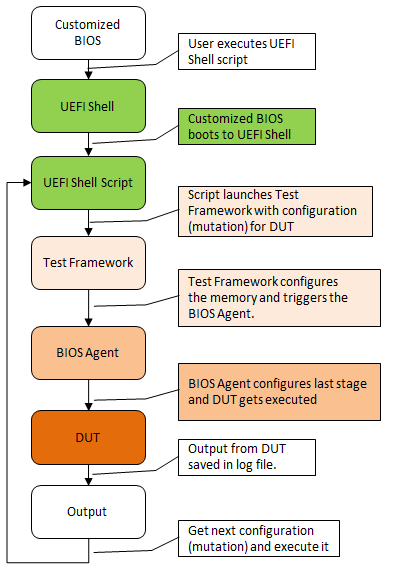 Customized
BIOS
User executes UEFI
Shell script
UEFI Shell
Customized BIOS
boots to UEFI Shell
UEFI Shell Script
Script launches Test
Framework with configuration
(mutation) for DUT
Test Framework
Test Framework configures
the memory and triggers the
BIOS Agent.
BIOS Agent
BIOS Agent configures last stage
and DUT gets executed
DUT
Output from DUT
saved in log file.
Output
Get next configuration
(mutation) and execute it